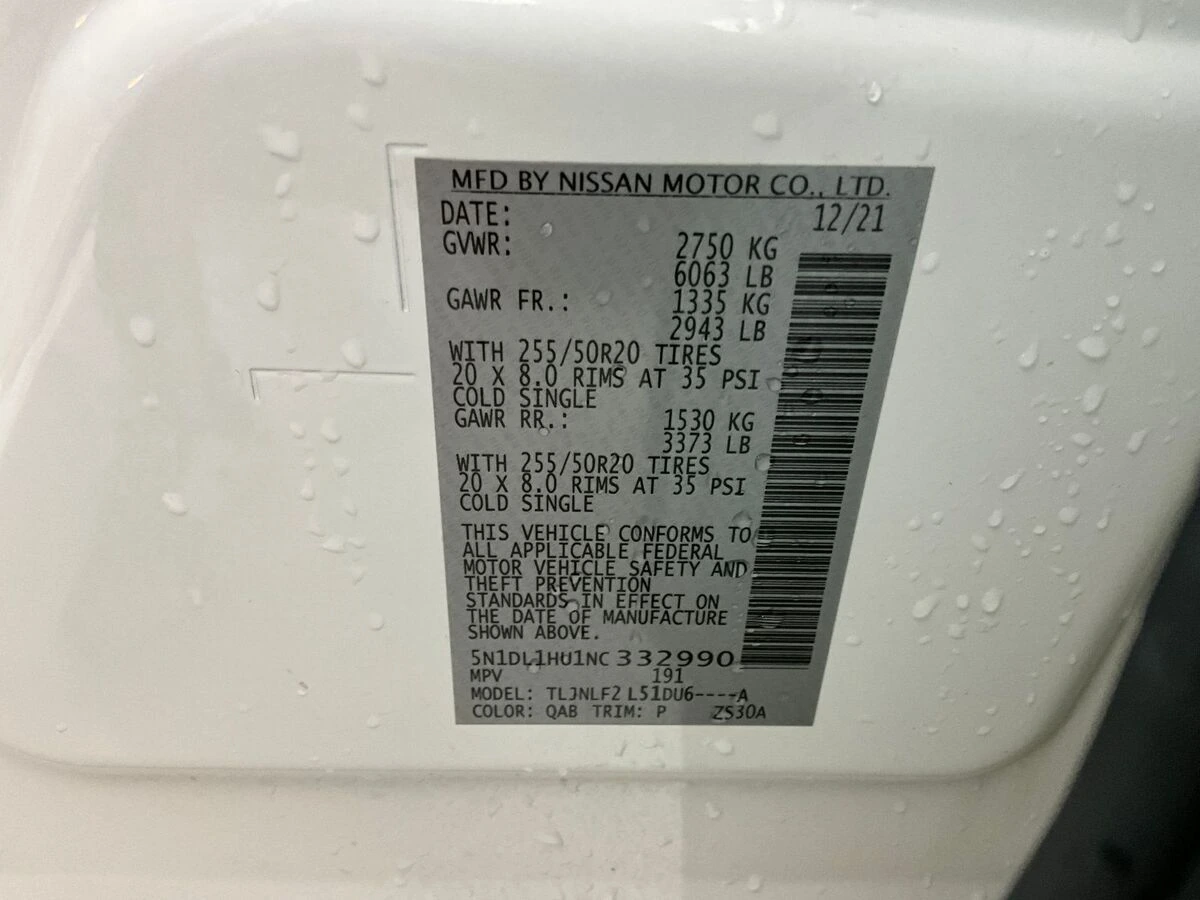 MFD BY NISSAN MOTOR CO., LTD.
DATE: 12/21
GVWR: 2750 KG
6063 LB
GAWR FR.: 1335 KG
2943 LB
WITH 255/50R20 TIRES
20 X 8.0 RIMS AT 35 PSI
COLD SINGLE
GAWR RR.: 1530 KG
3373 LB
WITH 255/50R20 TIRES
20 X 8.0 RIMS AT 35 PSI
COLD SINGLE
THIS VEHICLE CONFORMS TO
ALL APPLICABLE FEDERAL
MOTOR VEHICLE SAFETY AND
THEFT PREVENTION
STANDARDS IN EFFECT ON
THE DATE OF MANUFACTURE
SHOWN ABOVE.
5N1DL1HU1NC332990
MPV 191
MODEL: TLJNLF2 L51DU6----A
COLOR: QAB TRIM: P ZS30A